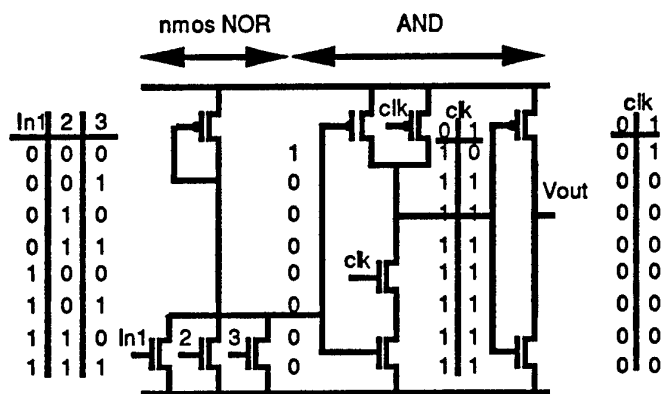 nmos NOR AND
clk clk clk
In1 2 3 0 1 0 1
0 0 0 1 1 0 0 1
0 0 1 0 1 1 0 0
0 1 0 0 1 1 Vout 0 0
0 1 1 0 1 1 0 0
1 0 0 clk 0 1 1 0 0
1 0 1 0 1 1 0 0
1 1 0 In1 2 3 0 1 1 0 0
1 1 1 0 1 1 0 0